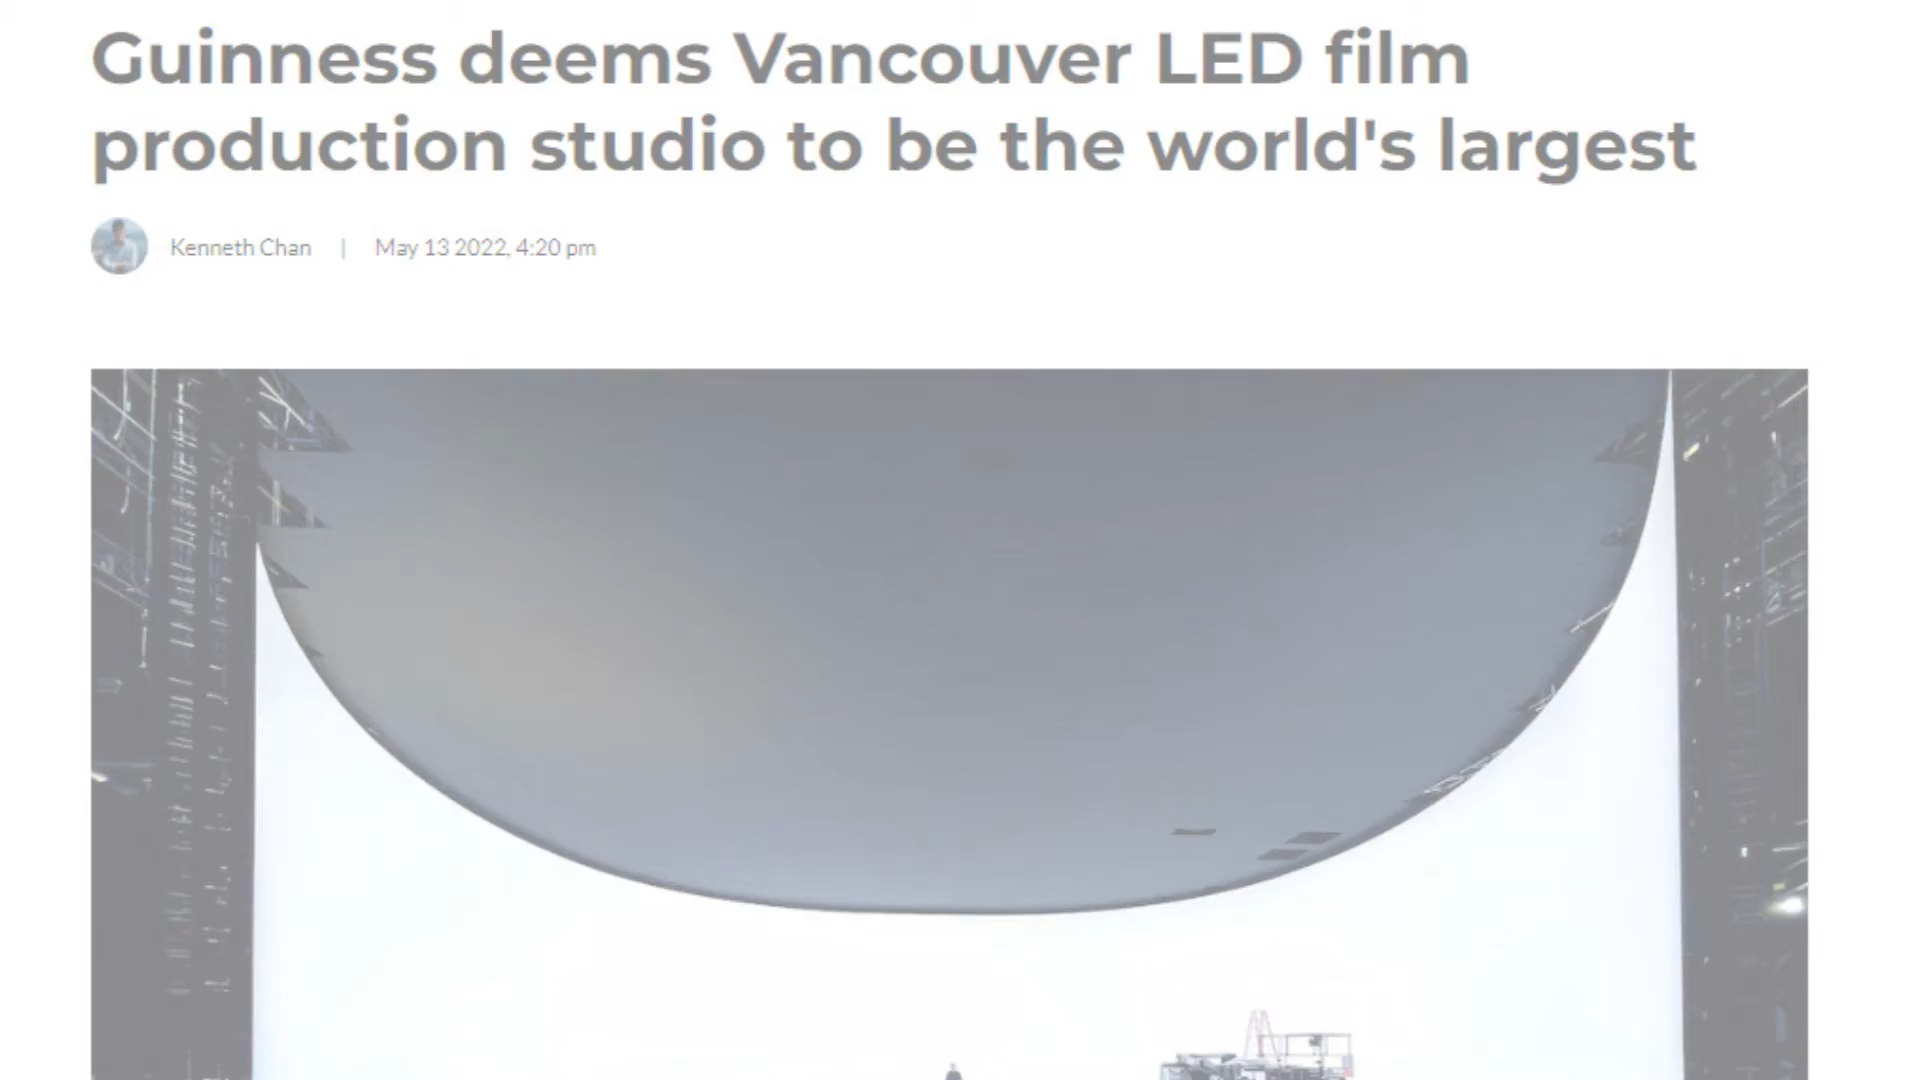 Guinness deems Vancouver LED film
production studio to be the world's largest
Kenneth Chan | May 13 2022, 4:20 pm